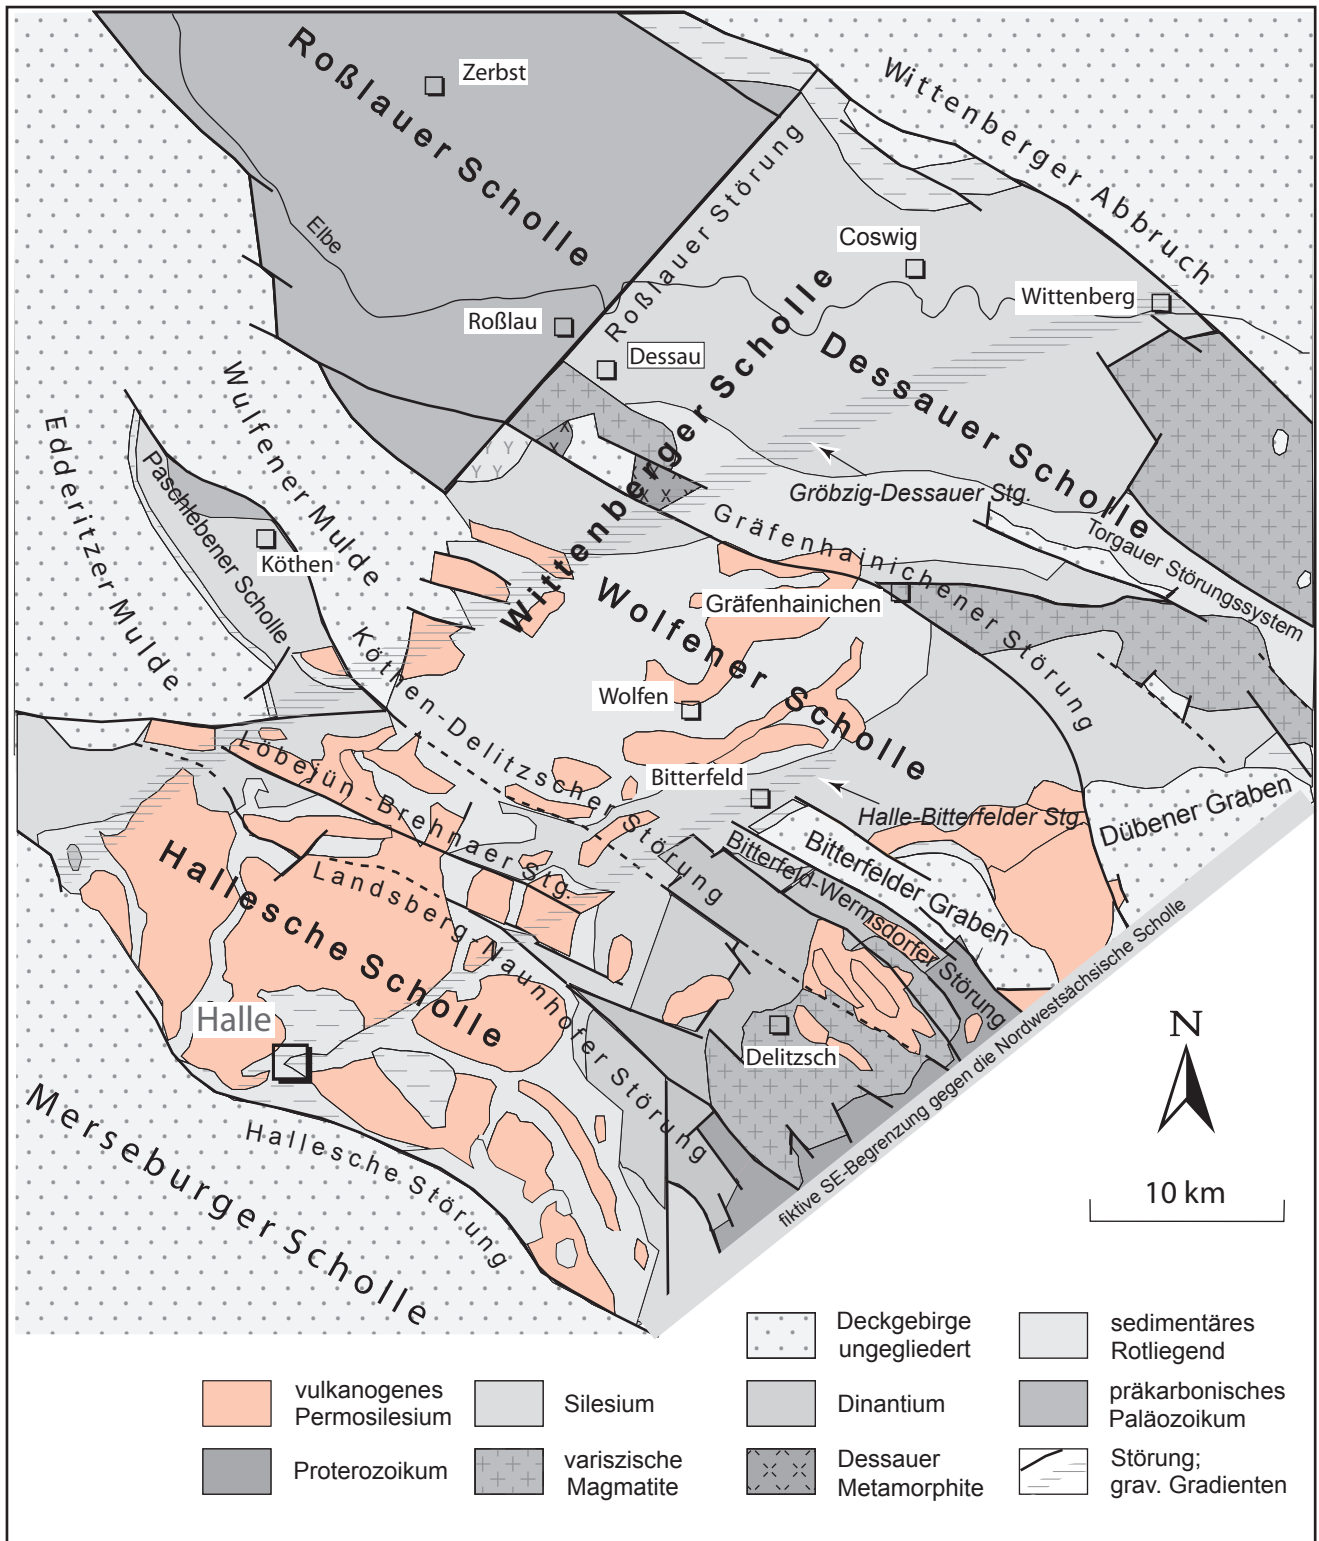 Roßlauer Scholle
Zerbst
Wittenberger Abbruch
Roßlauer Störung
Elbe
Coswig
Wittenberg
Roßlau
Dessau
Wittenberger Scholle
Dessauer Scholle
Wulfener Mulde
Edderitzer Mulde
Paschlebener Scholle
Köthen
Gröbzig-Dessauer Stg.
Gräfenhainichener Störung
Torgauer Störungssystem
Gräfenhainichen
Wolfener Scholle
Wolfen
Köthen-Delitzscher Störung
Bitterfeld
Halle-Bitterfelder Stg.
Dübener Graben
Löbejün-Brehnaer Stg.
Bitterfelder Graben
Bitterfeld-Wermsdorfer Störung
Hallesche Scholle
Landsberg-Naunhofer Störung
Halle
Delitzsch
fiktive SE-Begrenzung gegen die Nordwestsächsische Scholle
Merseburger Scholle
Hallesche Störung
N
10 km
Deckgebirge
ungegliedert
sedimentäres
Rotliegend
vulkanogenes
Permosilesium
Silesium
Dinantium
präkarbonisches
Paläozoikum
Proterozoikum
variszische
Magmatite
Dessauer
Metamorphite
Störung;
grav. Gradienten